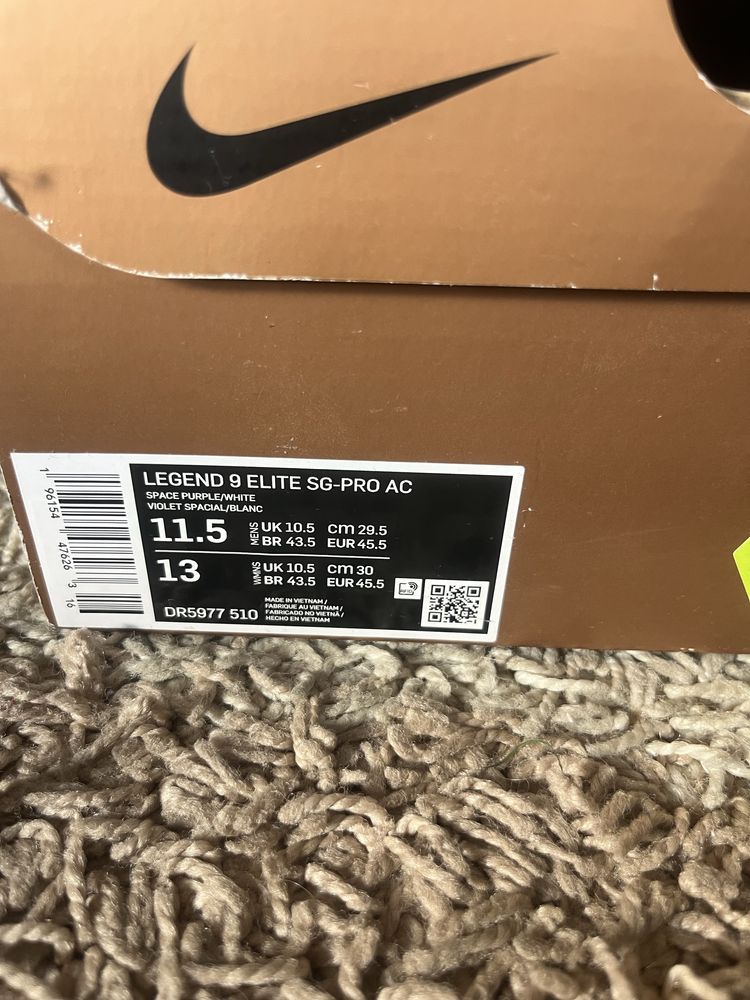 LEGEND 9 ELITE SG-PRO AC
SPACE PURPLE/WHITE
VIOLET SPACIAL/BLANC
11.5 MENS UK 10.5 CM 29.5
BR 43.5 EUR 45.5
13 WMNS UK 10.5 CM 30
BR 43.5 EUR 45.5
DR5977 510
MADE IN VIETNAM /
FABRIQUE AU VIETNAM /
FABRICADO NO VIETNÃ /
HECHO EN VIETNAM
1 96154 47626 3 16